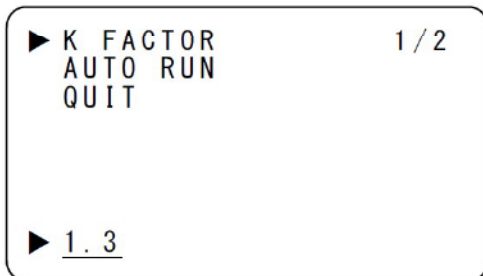 ▶ K FACTOR 1/2
AUTO RUN
QUIT
▶ 1.3